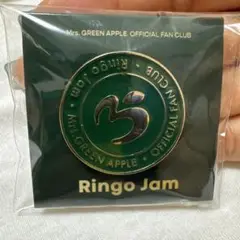 Mrs. GREEN APPLE OFFICIAL FAN CLUB
Ringo Jam
Mrs. GREEN APPLE • OFFICIAL FAN CLUB •
Ringo Jam